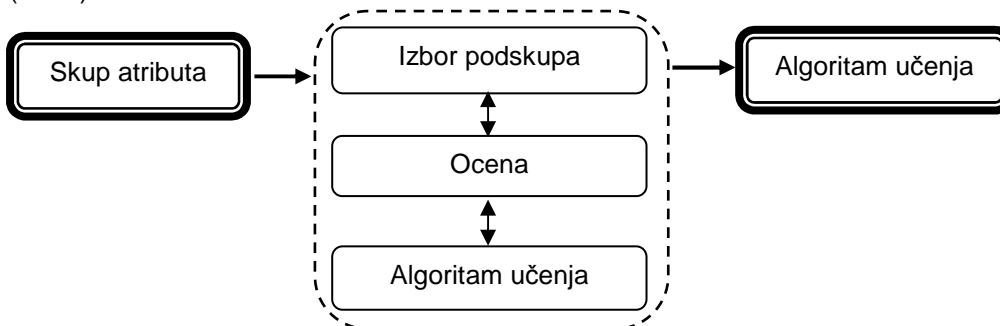 Skup atributa
Izbor podskupa
Ocena
Algoritam učenja
Algoritam učenja